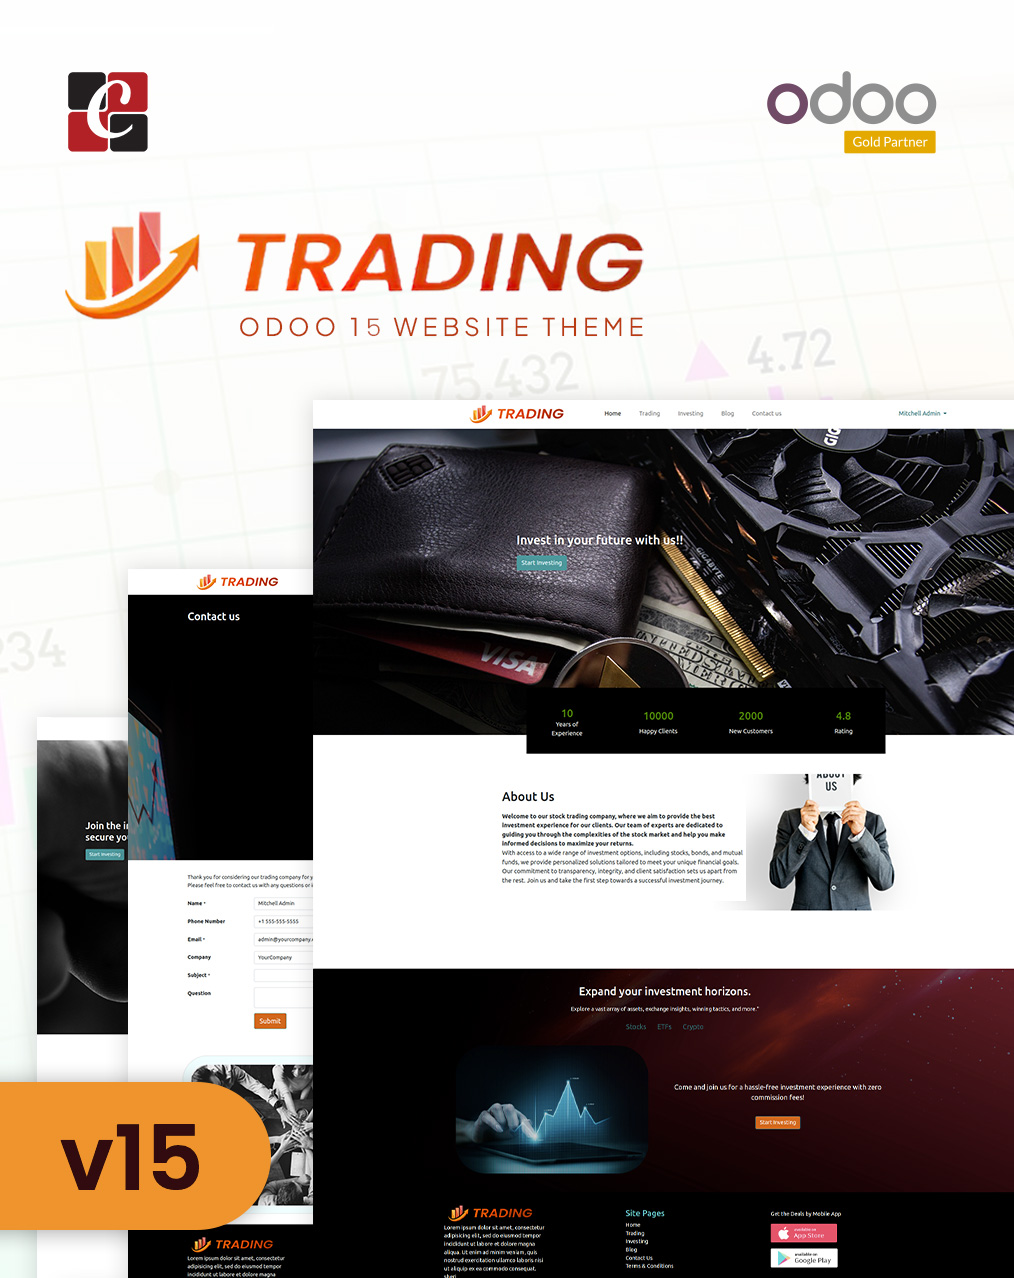 C
odoo
Gold Partner
TRADING
ODOO 15 WEBSITE THEME
4.72
75,432
234
TRADING
Home
Trading
Investing
Blog
Contact us
Mitchell Admin
GIGABYTE
VISA
Invest in your future with us!!
Start Investing
10
Years of
Experience
10000
Happy Clients
2000
New Customers
4.8
Rating
About Us
Welcome to our stock trading company, where we aim to provide the best
investment experience for our clients. Our team of experts are dedicated to
guiding you through the complexities of the stock market and help you make
informed decisions to maximize your returns.
With access to a wide range of investment options, including stocks, bonds, and mutual
funds, we provide personalized solutions tailored to meet your unique financial goals.
Our commitment to transparency, integrity, and client satisfaction sets us apart from
the rest. Join us and take the first step towards a successful investment journey.
ABOUT
US
Expand your investment horizons.
Explore a vast array of assets, exchange insights, winning tactics, and more."
Stocks
ETFs
Crypto
Come and join us for a hassle-free investment experience with zero
commission fees!
Start Investing
TRADING
Lorem ipsum dolor sit amet, consectetur
adipisicing elit, sed do eiusmod tempor
incididunt ut labore et dolore magna
aliqua. Ut enim ad minim veniam, quis
nostrud exercitation ullamco laboris nisi
ut aliquip ex ea commodo consequat,
Site Pages
Home
Trading
Investing
Blog
Contact Us
Terms & Conditions
Get the Deals by Mobile App
available on
App Store
available on
Google Play
TRADING
Contact us
Thank you for considering our trading company for y
Please feel free to contact us with any questions or i
Name *
Mitchell Admin
Phone Number
+1 555-555-5555
Email *
admin@yourcompany.
Company
YourCompany
Subject *
Question
Submit
TRADING
Lorem ipsum dolor sit amet, consectetur
adipisicing elit, sed do eiusmod tempor
incididunt ut labore et dolore magna
Join the i
secure yo
Start Investing
v15